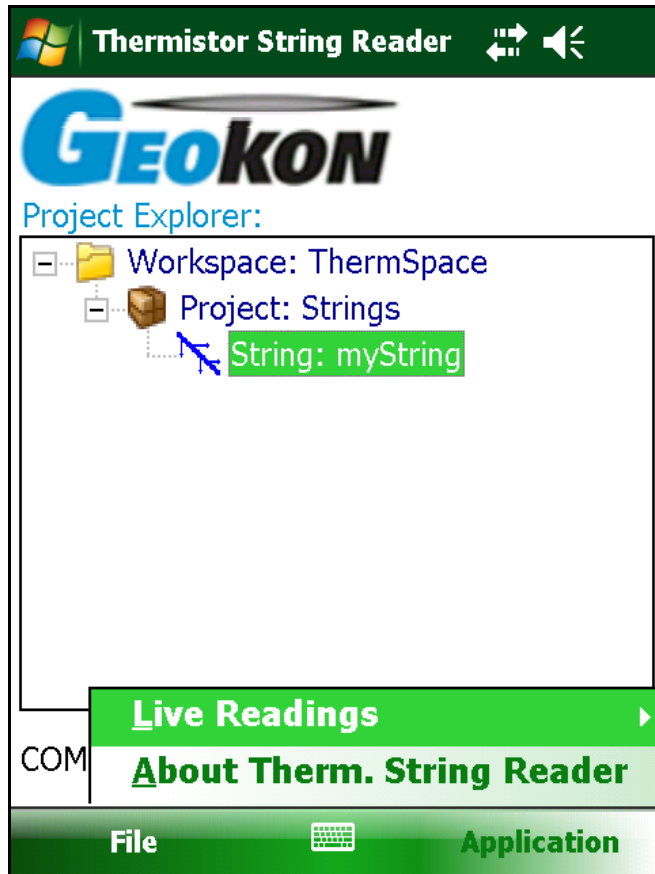 Thermistor String Reader
GEOKON
Project Explorer:
Workspace: ThermSpace
Project: Strings
String: myString
Live Readings
COM
About Therm. String Reader
File
Application